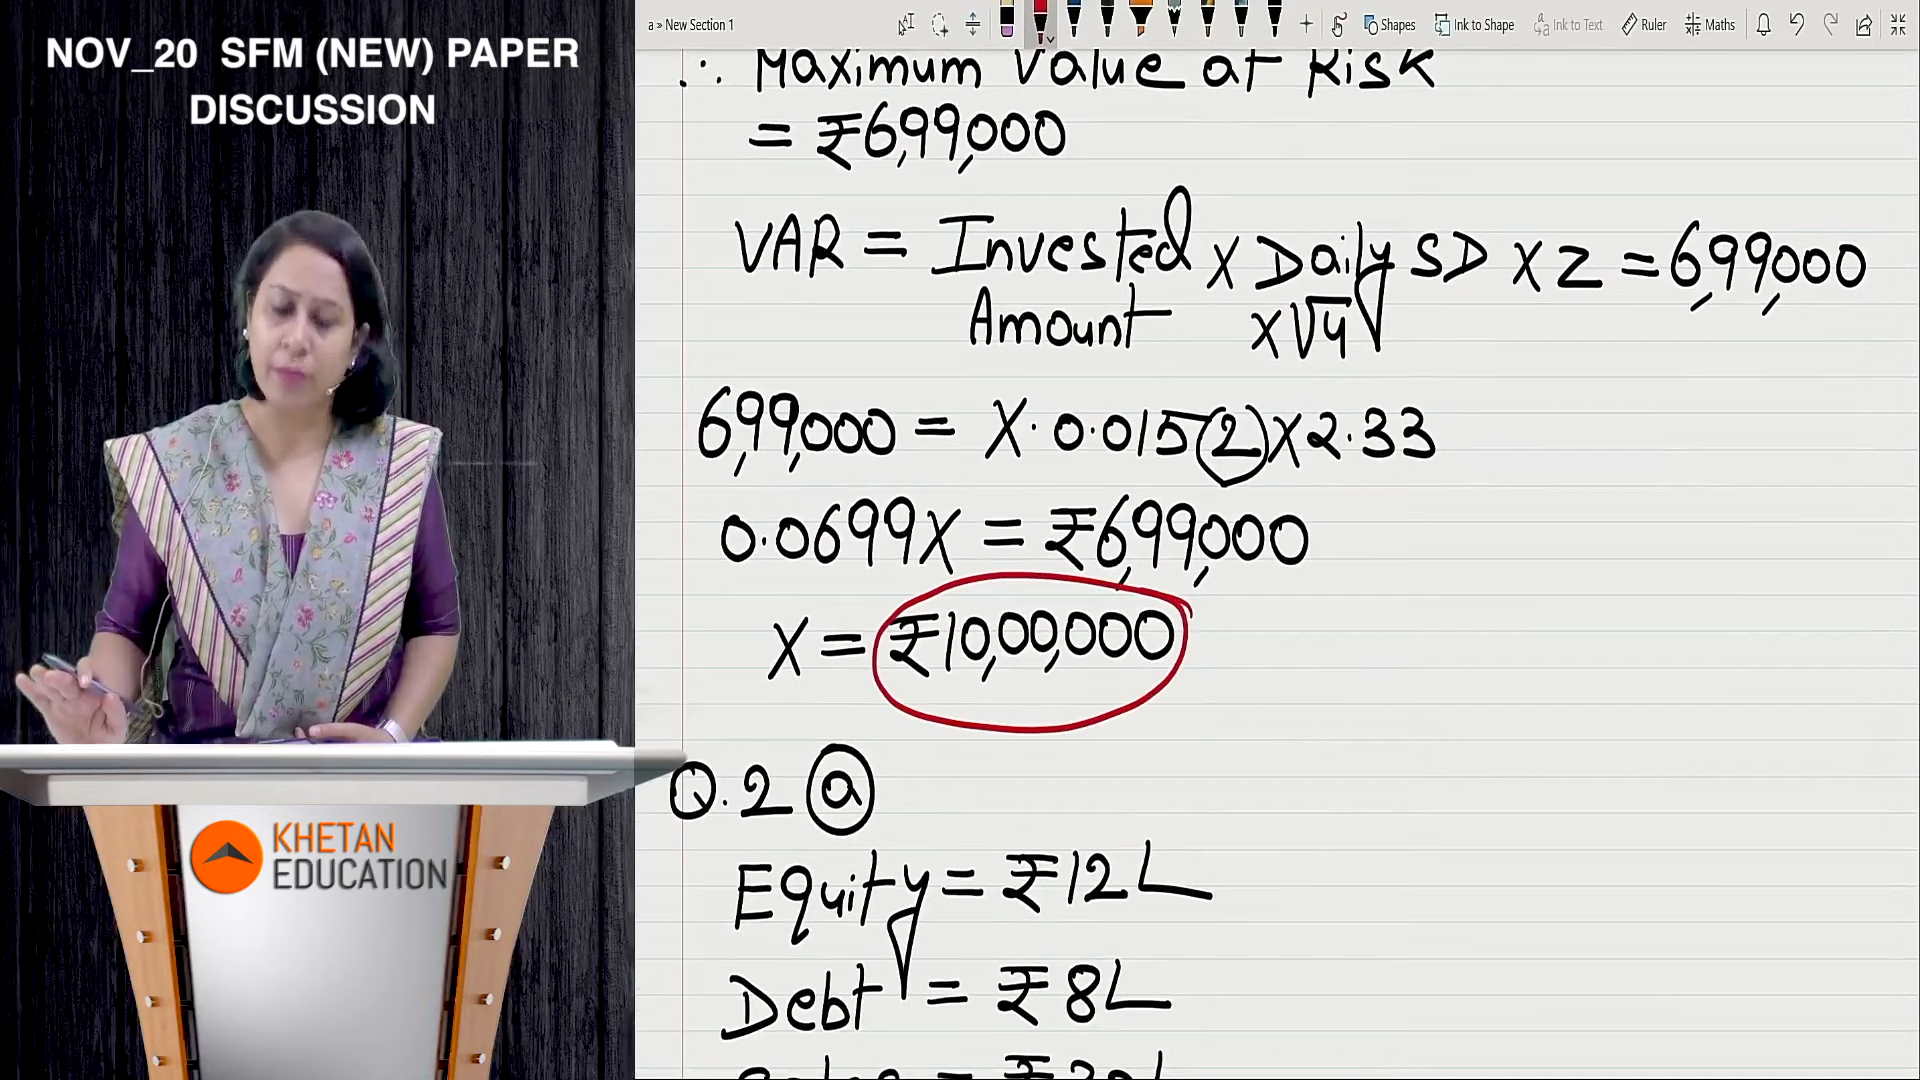 NOV_20 SFM (NEW) PAPER
DISCUSSION
KHETAN
EDUCATION
a » New Section 1
Shapes
Ink to Shape
Ink to Text
Ruler
Maths
∴ Maximum Value at Risk
= ₹6,99,000
VAR = Invested Amount X Daily SD X Z = 6,99,000
X √4
6,99,000 = X · 0.015 (2) X 2.33
0.0699X = ₹6,99,000
X = ₹10,00,000
Q.2 (a)
Equity = ₹12L
Debt = ₹8L